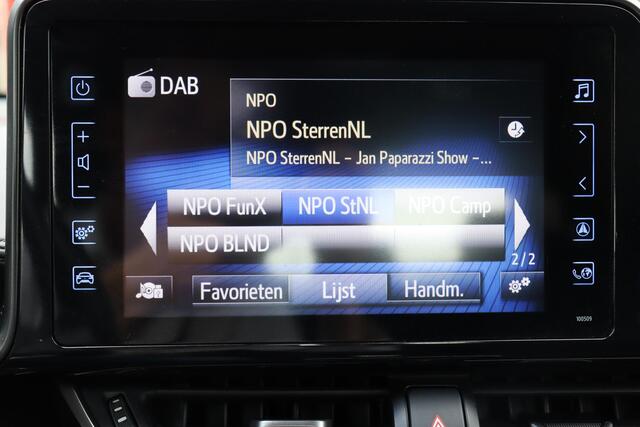 DAB
NPO
NPO SterrenNL
NPO SterrenNL - Jan Paparazzi Show -...
NPO FunX NPO StNL NPO Camp
NPO BLND
2/2
Favorieten Lijst Handm.
100509